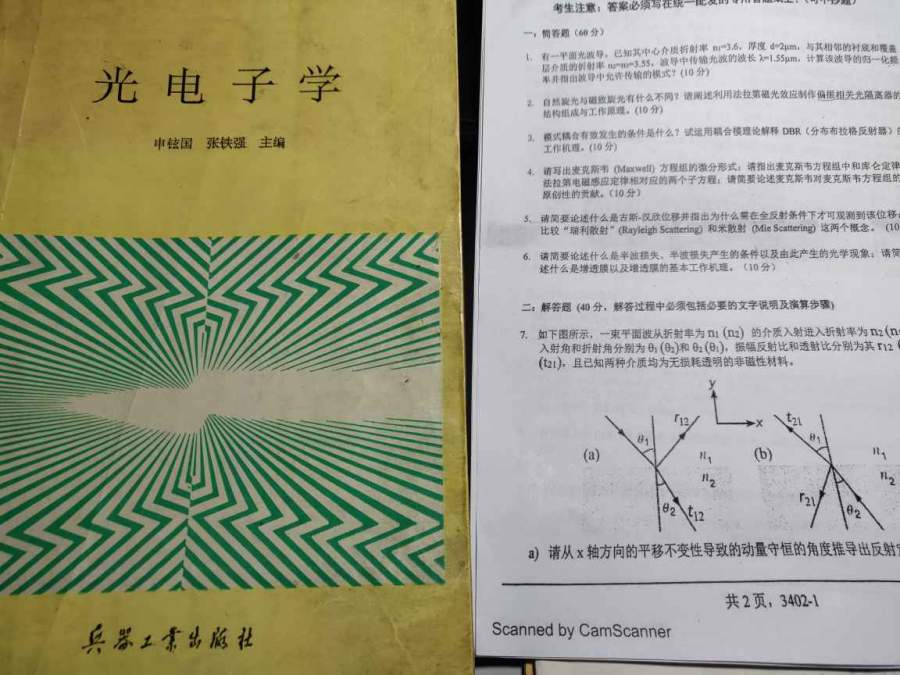 光电子学
申铉国 张铁强 主编
兵器工业出版社
考生注意：答案必须写在统一配发的专用答题纸上！（可不抄题）
一、简答题（60分）
1. 有一平面光波导，已知其中心介质折射率 n₁=3.6，厚度 d=2μm，与其相邻的衬底和覆盖
层介质的折射率 n₂=n₃=3.55，波导中传输光波的波长 λ=1.55μm，计算该波导的归一化频
率并指出波导中允许传输的模式？(10分)
2. 自然旋光与磁致旋光有什么不同？请阐述利用法拉第磁光效应制作偏振相关光隔离器的
结构组成与工作原理。(10分)
3. 模式耦合有效发生的条件是什么？试运用耦合模理论解释 DBR（分布布拉格反射器）的
工作机理。(10分)
4. 请写出麦克斯韦 (Maxwell) 方程组的微分形式；请指出麦克斯韦方程组中和库仑定律
法拉第电磁感应定律相对应的两个子方程；请简要论述麦克斯韦对麦克斯韦方程组的
原创性的贡献。（10分）
5. 请简要论述什么是古斯-汉欣位移并指出为什么需在全反射条件下才可观测到该位移；
比较“瑞利散射”(Rayleigh Scattering) 和米散射 (Mie Scattering) 这两个概念。 (10
6. 请简要论述什么是半波损失、半波损失产生的条件以及由此产生的光学现象；请简
述什么是增透膜以及增透膜的基本工作机理。（10分）
二：解答题 (40分，解答过程中必须包括必要的文字说明及演算步骤)
7. 如下图所示，一束平面波从折射率为 n₁ (n₂) 的介质入射进入折射率为 n₂ (n
入射角和折射角分别为 θ₁ (θ₂)和 θ₂ (θ₁)，振幅反射比和透射比分别为其 r₁₂ (
(t₂₁)，且已知两种介质均为无损耗透明的非磁性材料。
y
x
(a) θ₁ r₁₂ n₁ n₂ θ₂ t₁₂
(b) t₂₁ θ₁ n₁ n₂ r₂₁ θ₂
a) 请从 x 轴方向的平移不变性导致的动量守恒的角度推导出反射
共 2 页，3402-1
Scanned by CamScanner